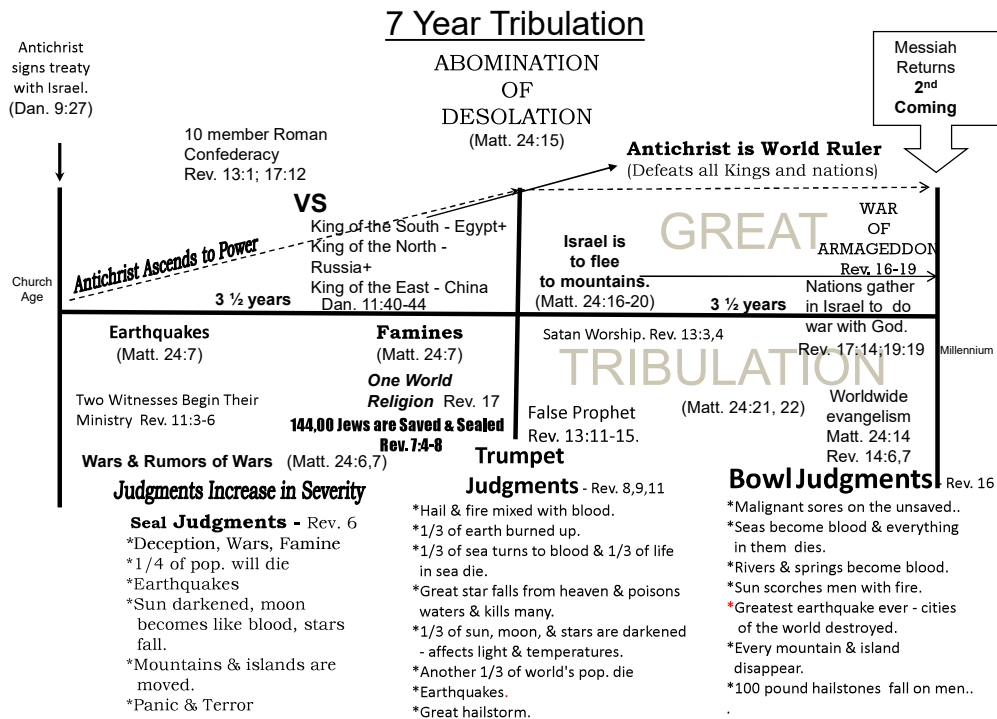 7 Year Tribulation
Antichrist
signs treaty
with Israel.
(Dan. 9:27)
ABOMINATION
OF
DESOLATION
(Matt. 24:15)
Messiah
Returns
2nd
Coming
10 member Roman
Confederacy
Rev. 13:1; 17:12
Antichrist is World Ruler
(Defeats all Kings and nations)
VS
King of the South - Egypt+
King of the North -
Russia+
King of the East - China
Dan. 11:40-44
Antichrist Ascends to Power
Church
Age
3 ½ years
Israel is
to flee
to mountains.
(Matt. 24:16-20)
GREAT
WAR
OF
ARMAGEDDON
Rev. 16-19
3 ½ years
Nations gather
in Israel to do
war with God.
Rev. 17:14;19:19
Millennium
Earthquakes
(Matt. 24:7)
Famines
(Matt. 24:7)
One World
Religion Rev. 17
Two Witnesses Begin Their
Ministry Rev. 11:3-6
144,00 Jews are Saved & Sealed
Rev. 7:4-8
Wars & Rumors of Wars (Matt. 24:6,7)
Satan Worship. Rev. 13:3,4
TRIBULATION
(Matt. 24:21, 22)
False Prophet
Rev. 13:11-15.
Worldwide
evangelism
Matt. 24:14
Rev. 14:6,7
Judgments Increase in Severity
Seal Judgments - Rev. 6
*Deception, Wars, Famine
*1/4 of pop. will die
*Earthquakes
*Sun darkened, moon
becomes like blood, stars
fall.
*Mountains & islands are
moved.
*Panic & Terror
Trumpet
Judgments - Rev. 8,9,11
*Hail & fire mixed with blood.
*1/3 of earth burned up.
*1/3 of sea turns to blood & 1/3 of life
in sea die.
*Great star falls from heaven & poisons
waters & kills many.
*1/3 of sun, moon, & stars are darkened
- affects light & temperatures.
*Another 1/3 of world's pop. die
*Earthquakes.
*Great hailstorm.
Bowl Judgments - Rev. 16
*Malignant sores on the unsaved..
*Seas become blood & everything
in them dies.
*Rivers & springs become blood.
*Sun scorches men with fire.
*Greatest earthquake ever - cities
of the world destroyed.
*Every mountain & island
disappear.
*100 pound hailstones fall on men..
.